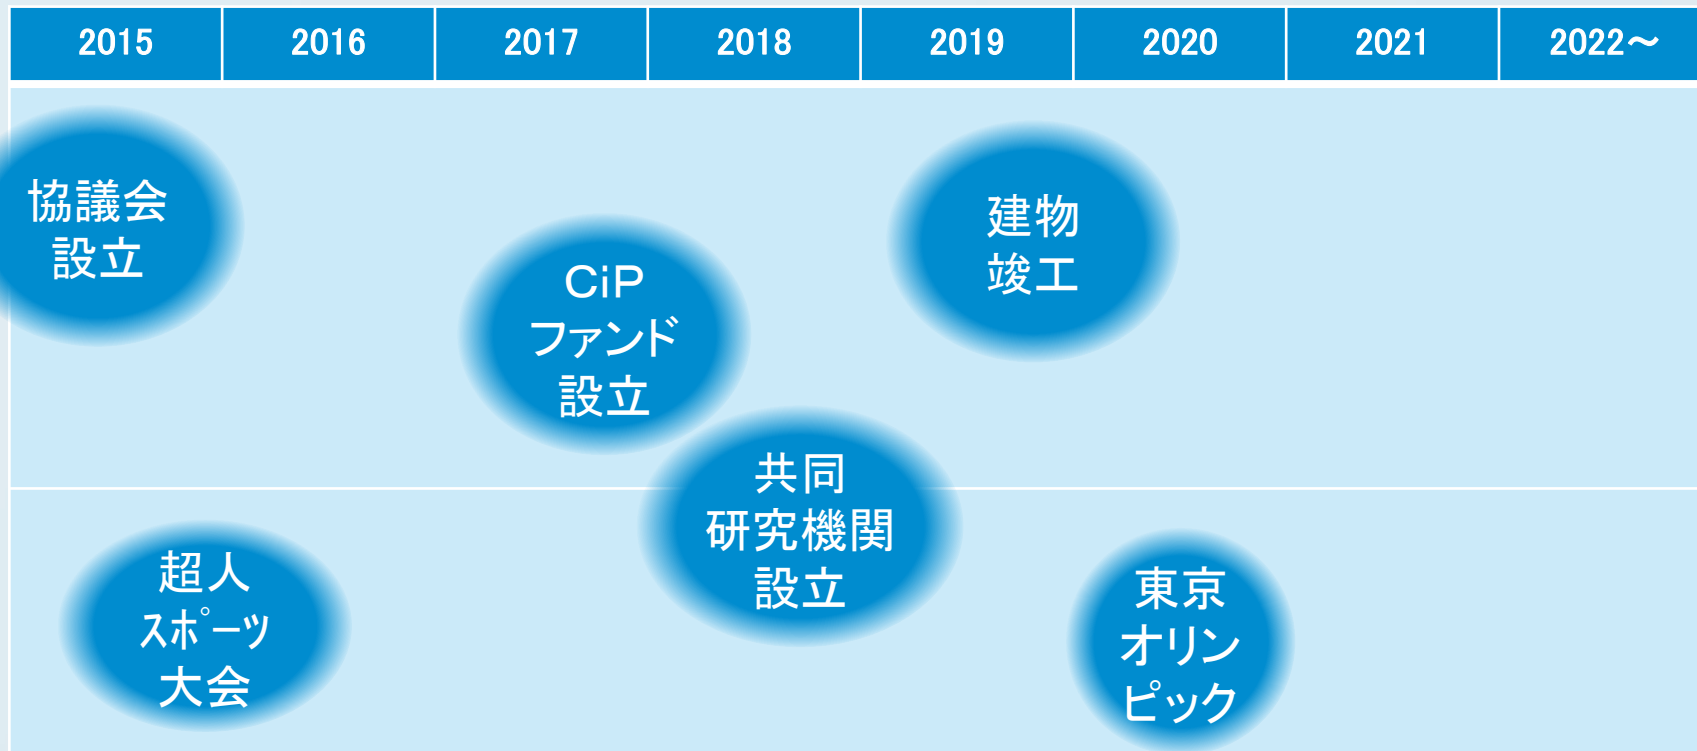 2015 2016 2017 2018 2019 2020 2021 2022～
協議会
設立
CiP
ファンド
設立
建物
竣工
共同
研究機関
設立
超人
ｽﾎﾟｰﾂ
大会
東京
オリン
ピック